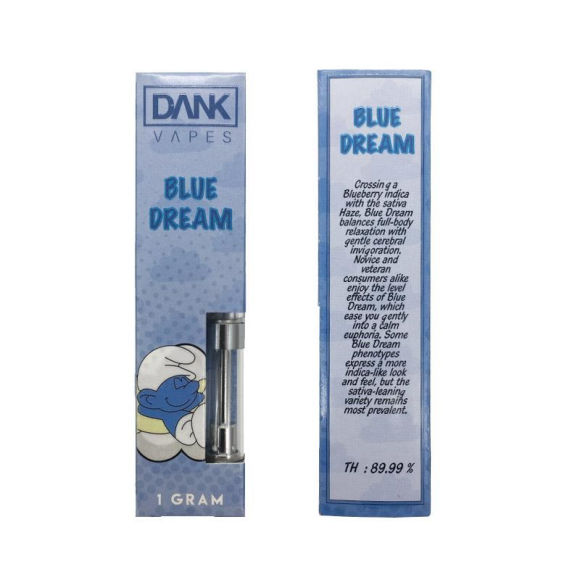 DANK
VAPES
BLUE
DREAM
1 GRAM
BLUE
DREAM
Crossing a
Blueberry indica
with the sativa
Haze, Blue Dream
balances full-body
relaxation with
gentle cerebral
invigoration.
Novice and
veteran
consumers alike
enjoy the level
effects of Blue
Dream, which
ease you gently
into a calm
euphoria. Some
Blue Dream
phenotypes
express a more
indica-like look
and feel, but the
sativa-leaning
variety remains
most prevalent.
TH : 89.99 %